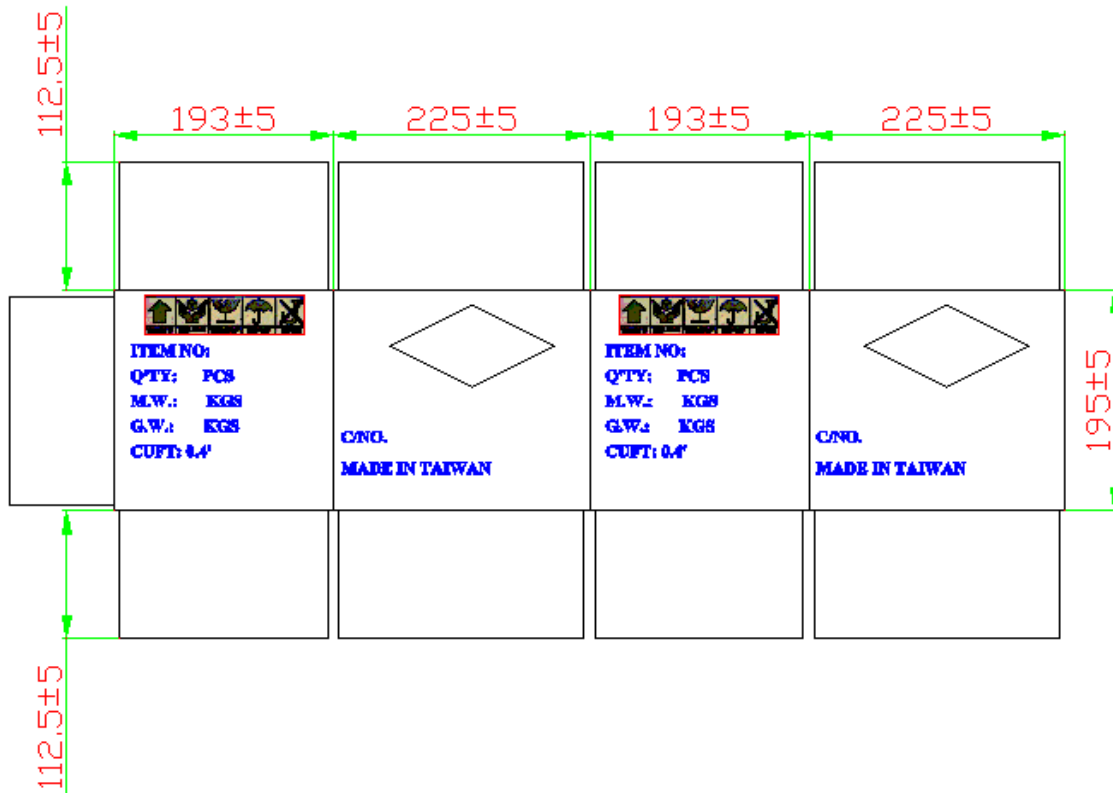 112.5±5
193±5
225±5
193±5
225±5
ITEM NO:
Q'TY: PCS
M.W.: KGS
G.W.: KGS
CUFT: 0.4'
C/NO.
MADE IN TAIWAN
ITEM NO:
Q'TY: PCS
M.W.: KGS
G.W.: KGS
CUFT: 0.4'
C/NO.
MADE IN TAIWAN
195±5
112.5±5